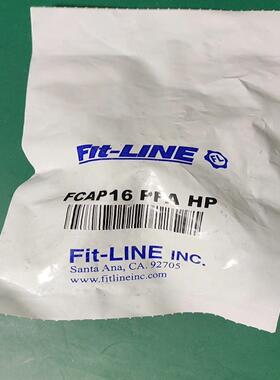 Fit-LINE FL
FCAP16 PFA HP
Fit-LINE INC.
Santa Ana, CA. 92705
www.fitlineinc.com